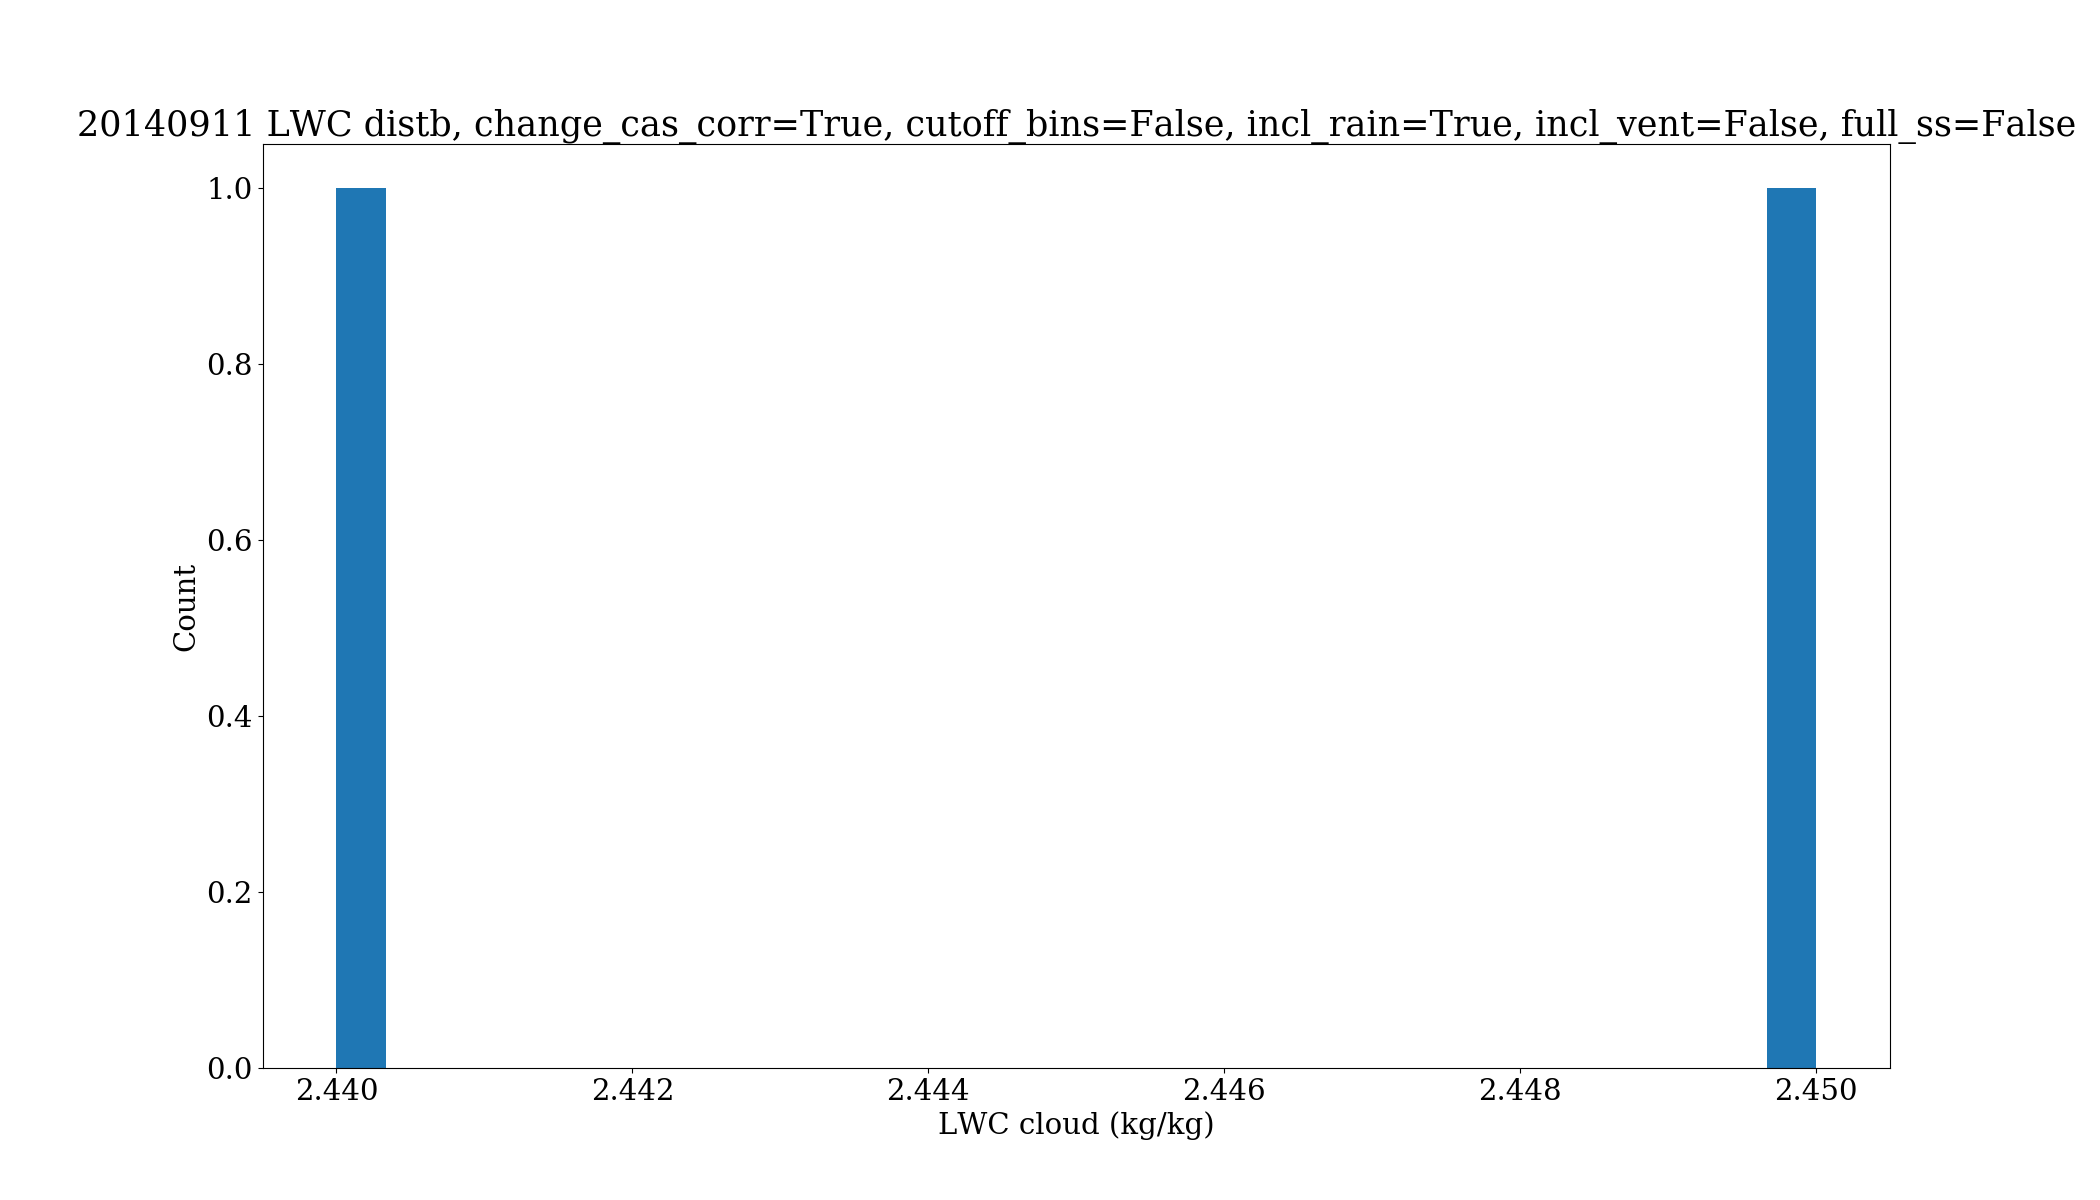 20140911 LWC distb, change_cas_corr=True, cutoff_bins=False, incl_rain=True, incl_vent=False, full_ss=False
1.0
0.8
0.6
0.4
0.2
0.0
Count
2.440 2.442 2.444 2.446 2.448 2.450
LWC cloud (kg/kg)